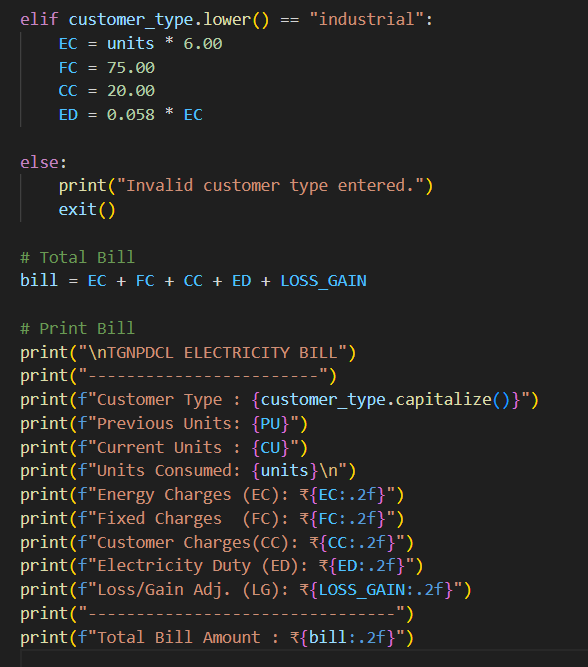 elif customer_type.lower() == "industrial":
    EC = units * 6.00
    FC = 75.00
    CC = 20.00
    ED = 0.058 * EC

else:
    print("Invalid customer type entered.")
    exit()

# Total Bill
bill = EC + FC + CC + ED + LOSS_GAIN

# Print Bill
print("\nTGNPDCL ELECTRICITY BILL")
print("------------------------")
print(f"Customer Type : {customer_type.capitalize()}")
print(f"Previous Units: {PU}")
print(f"Current Units : {CU}")
print(f"Units Consumed: {units}\n")
print(f"Energy Charges (EC): ₹{EC:.2f}")
print(f"Fixed Charges  (FC): ₹{FC:.2f}")
print(f"Customer Charges(CC): ₹{CC:.2f}")
print(f"Electricity Duty (ED): ₹{ED:.2f}")
print(f"Loss/Gain Adj. (LG): ₹{LOSS_GAIN:.2f}")
print("--------------------------------")
print(f"Total Bill Amount : ₹{bill:.2f}")